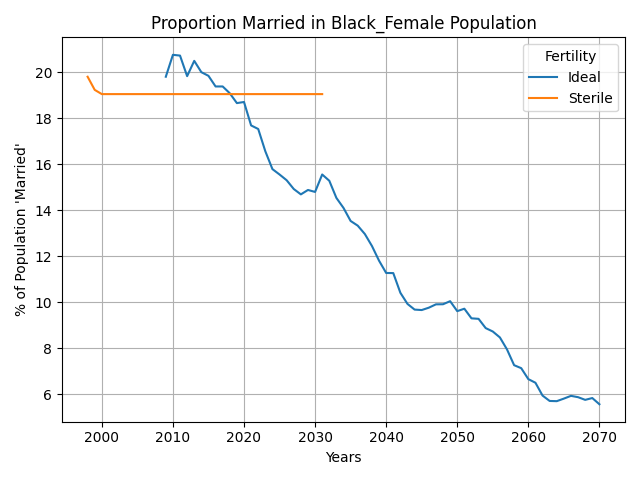 Proportion Married in Black_Female Population
Fertility
Ideal
Sterile
% of Population 'Married'
20
18
16
14
12
10
8
6
2000 2010 2020 2030 2040 2050 2060 2070
Years